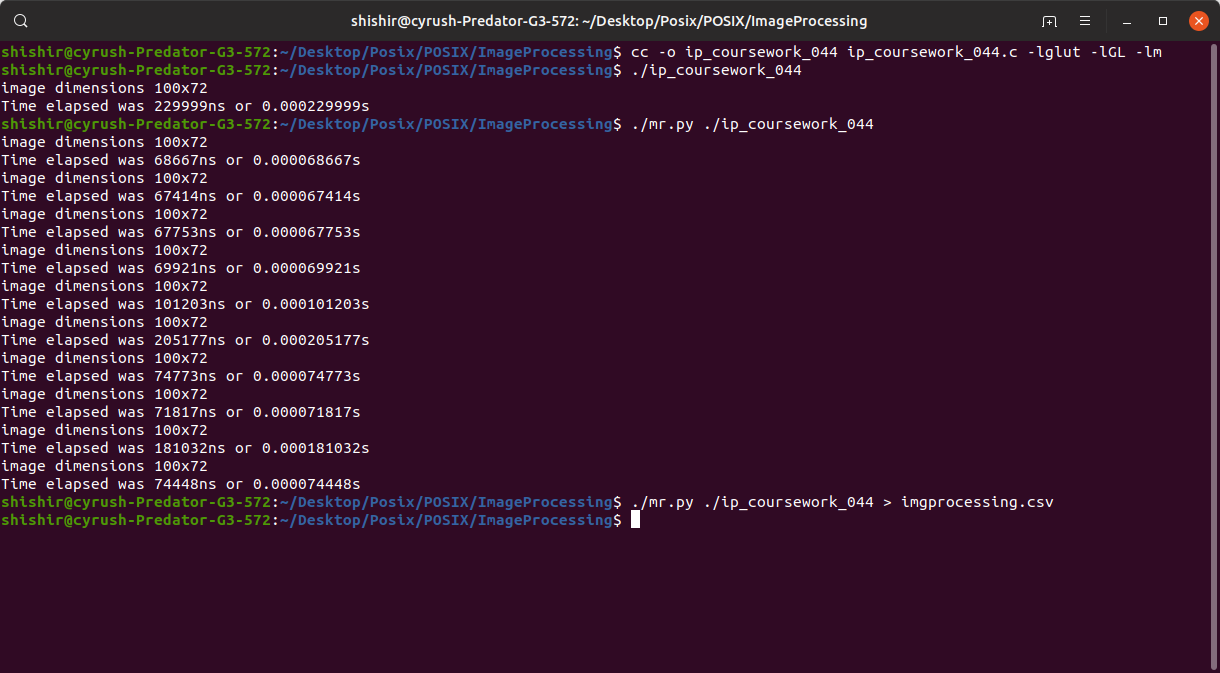 shishir@cyrush-Predator-G3-572: ~/Desktop/Posix/POSIX/ImageProcessing
shishir@cyrush-Predator-G3-572:~/Desktop/Posix/POSIX/ImageProcessing$ cc -o ip_coursework_044 ip_coursework_044.c -lglut -lGL -lm
shishir@cyrush-Predator-G3-572:~/Desktop/Posix/POSIX/ImageProcessing$ ./ip_coursework_044
image dimensions 100x72
Time elapsed was 229999ns or 0.000229999s
shishir@cyrush-Predator-G3-572:~/Desktop/Posix/POSIX/ImageProcessing$ ./mr.py ./ip_coursework_044
image dimensions 100x72
Time elapsed was 68667ns or 0.000068667s
image dimensions 100x72
Time elapsed was 67414ns or 0.000067414s
image dimensions 100x72
Time elapsed was 67753ns or 0.000067753s
image dimensions 100x72
Time elapsed was 69921ns or 0.000069921s
image dimensions 100x72
Time elapsed was 101203ns or 0.000101203s
image dimensions 100x72
Time elapsed was 205177ns or 0.000205177s
image dimensions 100x72
Time elapsed was 74773ns or 0.000074773s
image dimensions 100x72
Time elapsed was 71817ns or 0.000071817s
image dimensions 100x72
Time elapsed was 181032ns or 0.000181032s
image dimensions 100x72
Time elapsed was 74448ns or 0.000074448s
shishir@cyrush-Predator-G3-572:~/Desktop/Posix/POSIX/ImageProcessing$ ./mr.py ./ip_coursework_044 > imgprocessing.csv
shishir@cyrush-Predator-G3-572:~/Desktop/Posix/POSIX/ImageProcessing$